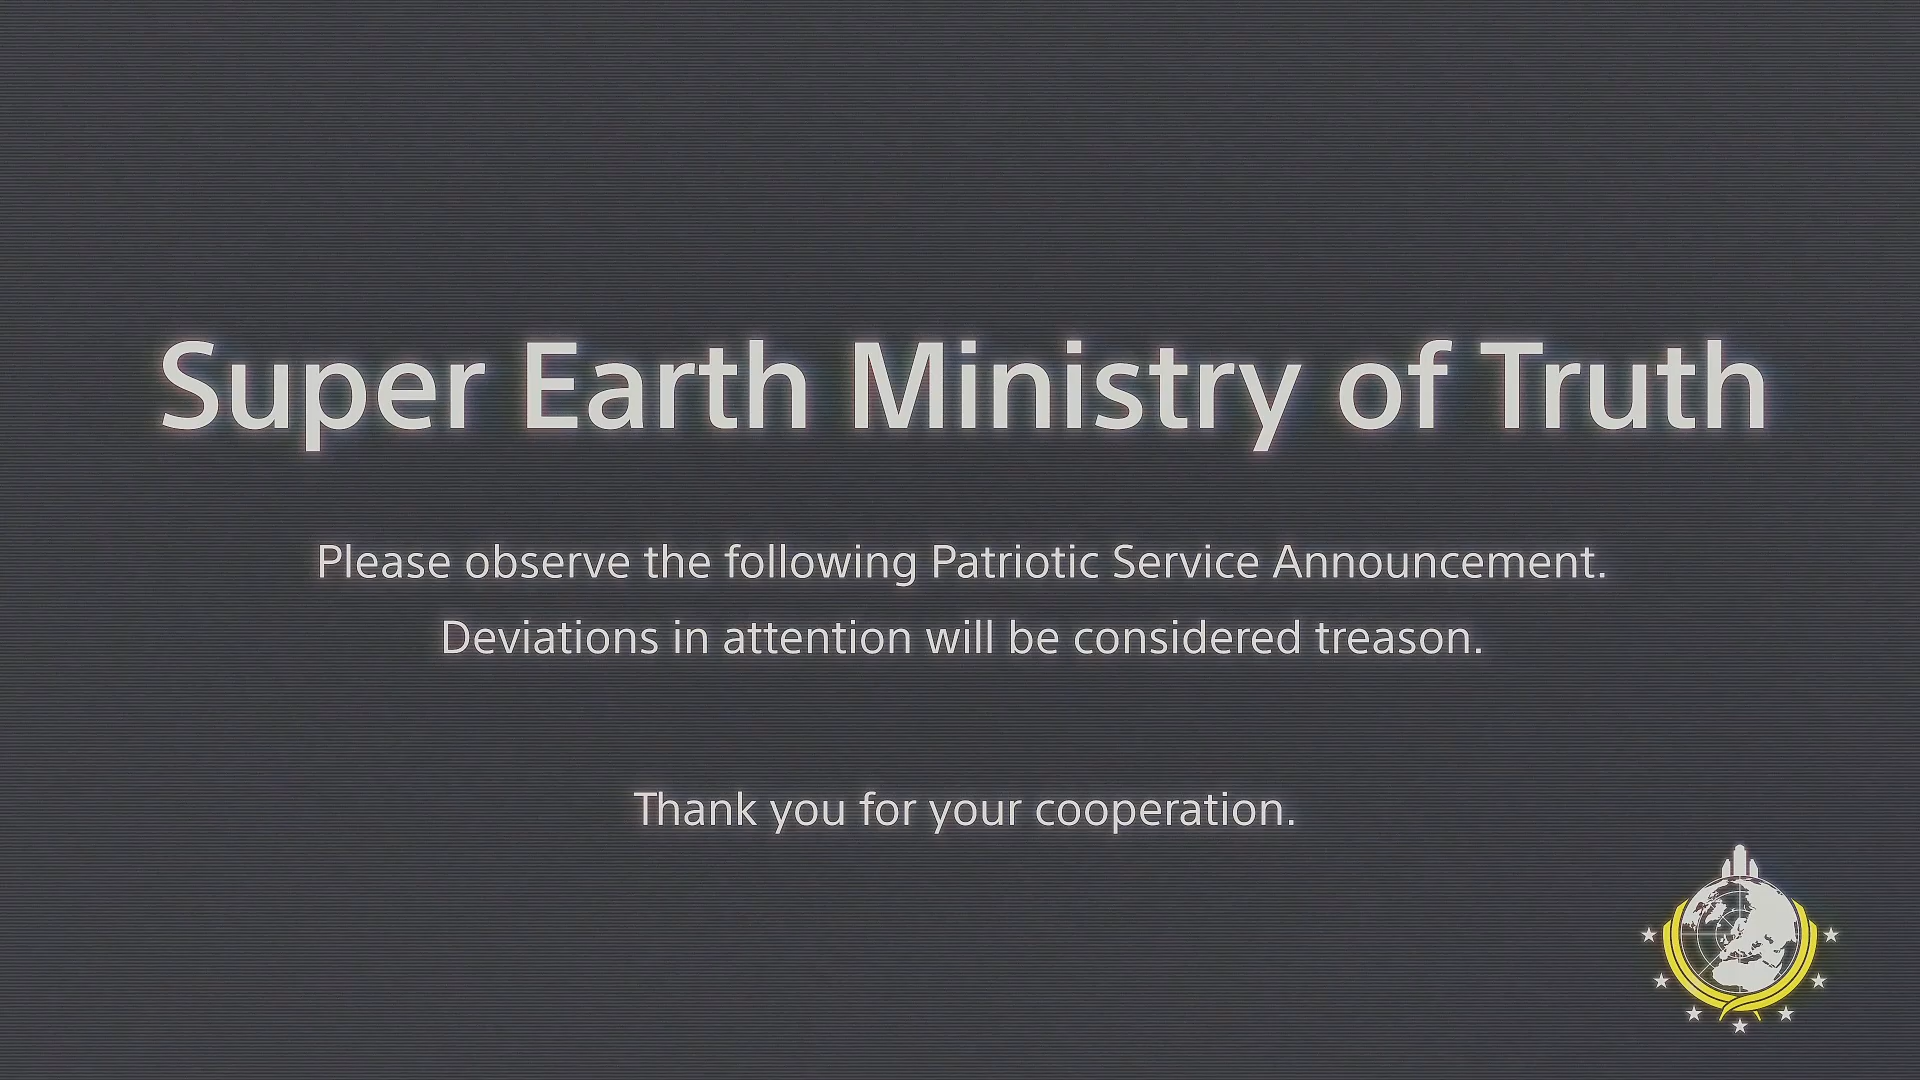 Super Earth Ministry of Truth
Please observe the following Patriotic Service Announcement.
Deviations in attention will be considered treason.
Thank you for your cooperation.